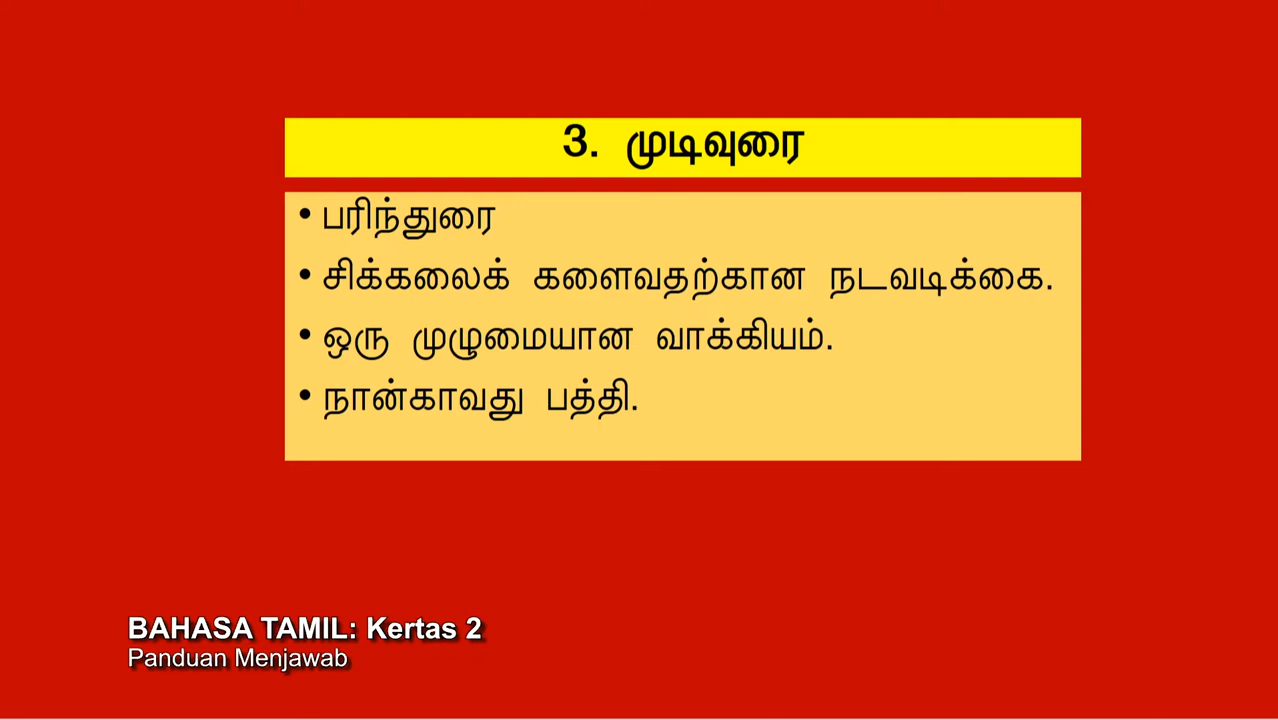 3. முடிவுரை
• பரிந்துரை
• சிக்கலைக் களைவதற்கான நடவடிக்கை.
• ஒரு முழுமையான வாக்கியம்.
• நான்காவது பத்தி.
BAHASA TAMIL: Kertas 2
Panduan Menjawab